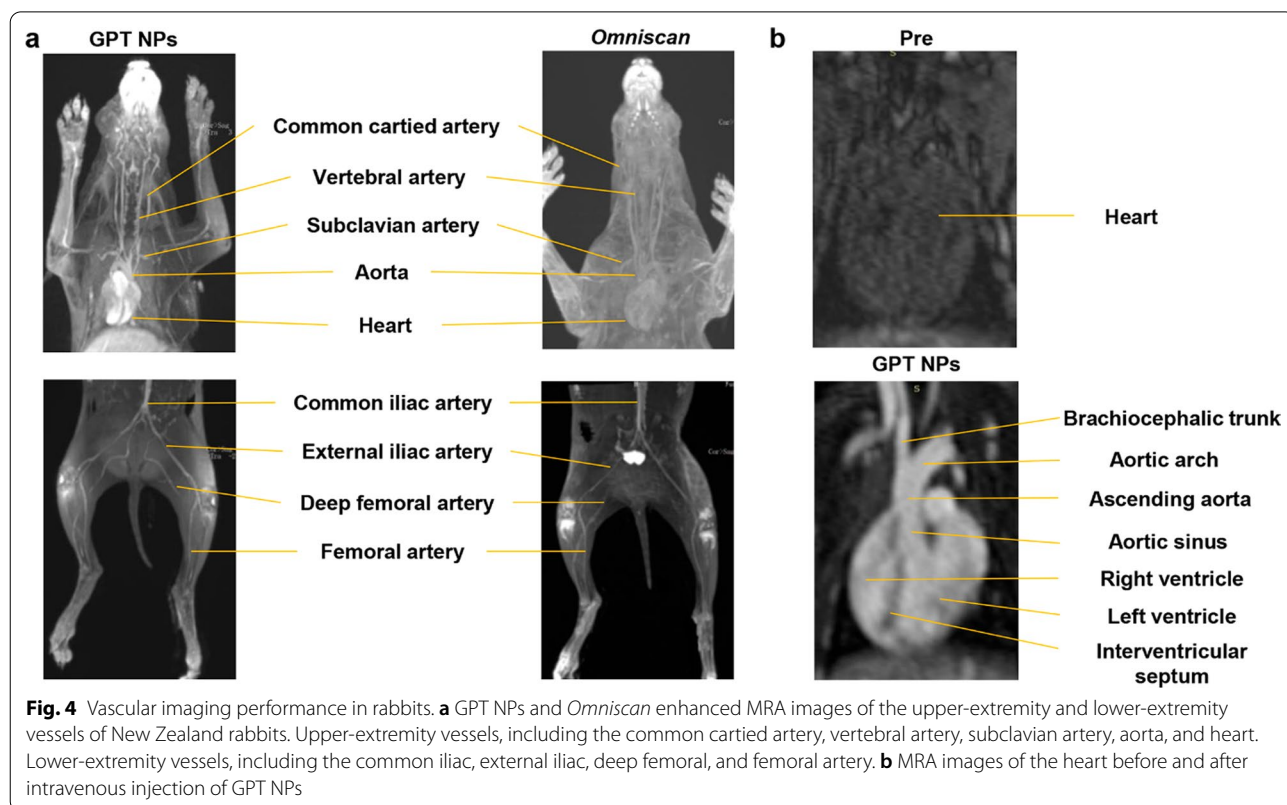 a
GPT NPs
Omniscan
Common cartied artery
Vertebral artery
Subclavian artery
Aorta
Heart
Common iliac artery
External iliac artery
Deep femoral artery
Femoral artery
b
Pre
S
Heart
GPT NPs
S
Brachiocephalic trunk
Aortic arch
Ascending aorta
Aortic sinus
Right ventricle
Left ventricle
Interventricular
septum
Fig. 4 Vascular imaging performance in rabbits. a GPT NPs and Omniscan enhanced MRA images of the upper-extremity and lower-extremity
vessels of New Zealand rabbits. Upper-extremity vessels, including the common cartied artery, vertebral artery, subclavian artery, aorta, and heart.
Lower-extremity vessels, including the common iliac, external iliac, deep femoral, and femoral artery. b MRA images of the heart before and after
intravenous injection of GPT NPs